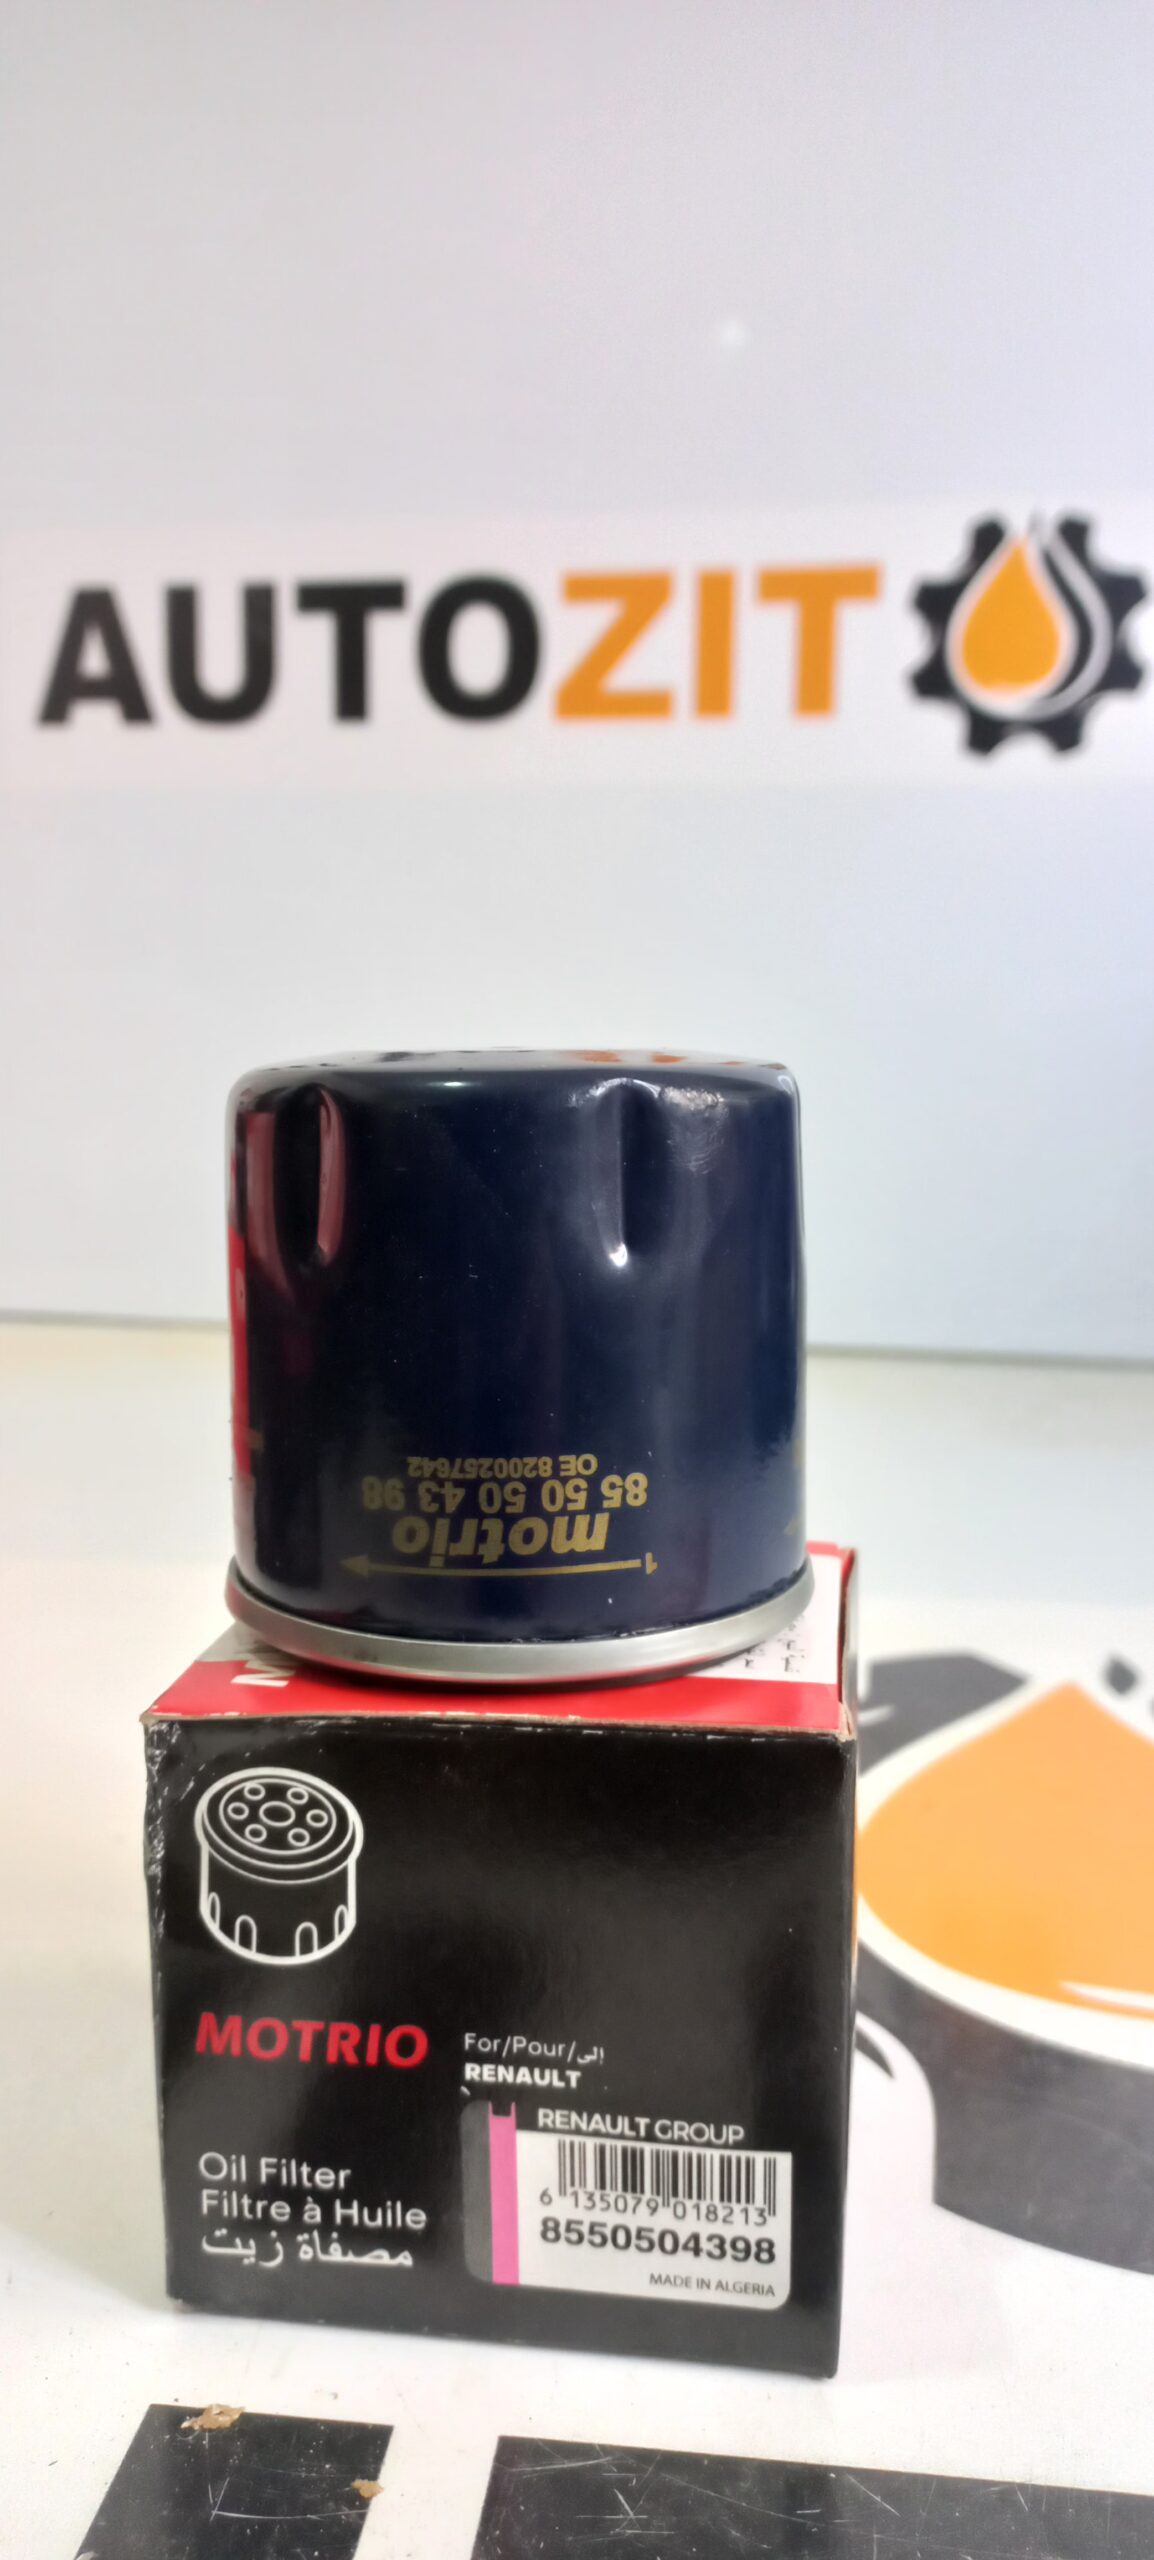 AUTOZIT
OE 8200257642
85 50 50 43 98
motrio
1
MOTRIO
For/Pour/إلى
RENAULT
RENAULT GROUP
6 135079 018213
8550504398
MADE IN ALGERIA
Oil Filter
Filtre à Huile
مصفاة زيت